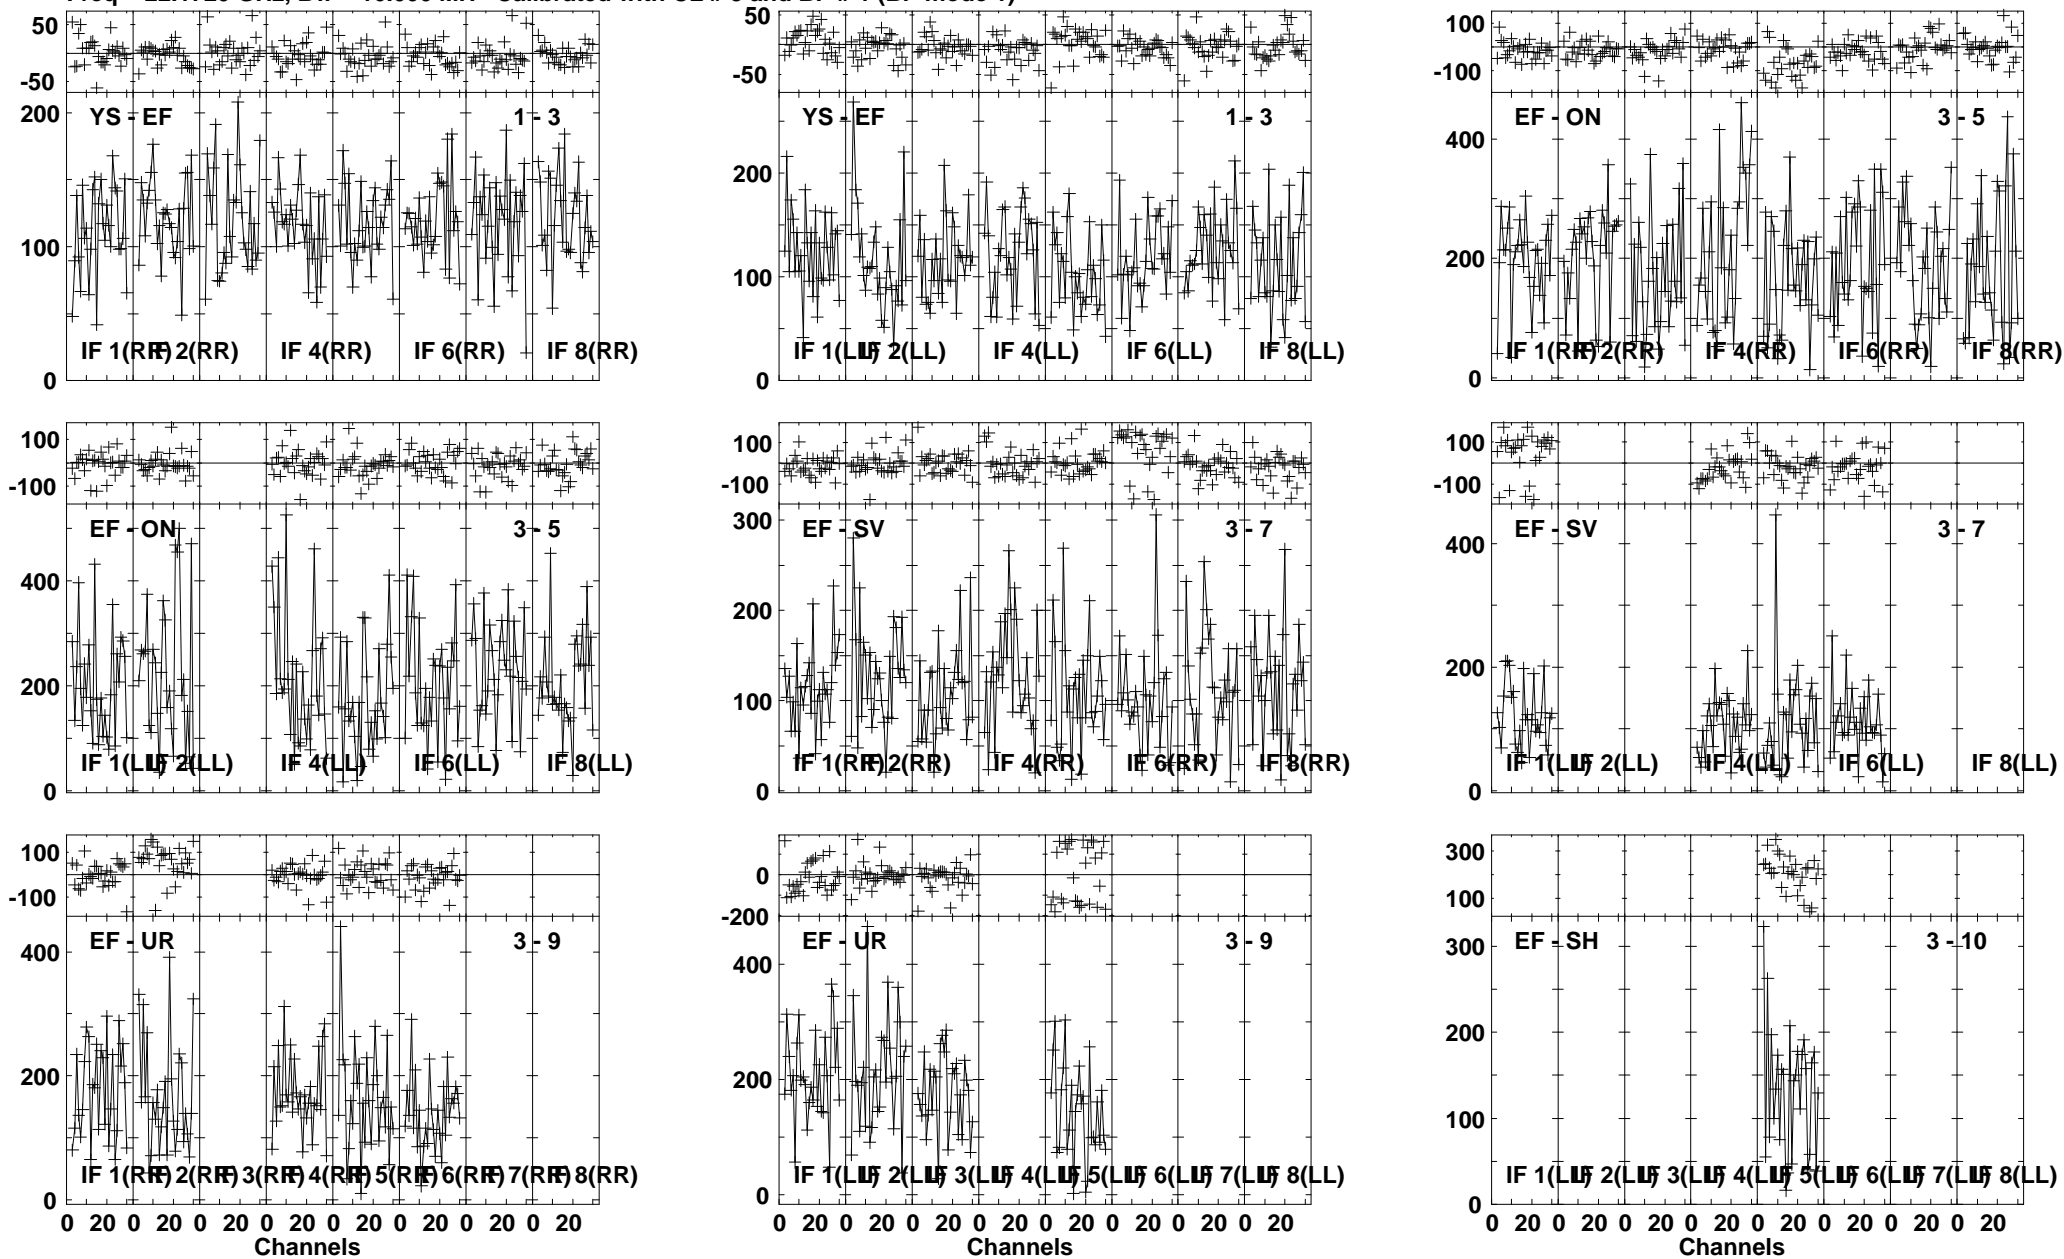 50
-50
200
100
0
YS - EF 1 - 3
IF 1(RR) IF 2(RR) IF 4(RR) IF 6(RR) IF 8(RR)
50
-50
200
100
0
YS - EF 1 - 3
IF 1(LL) IF 2(LL) IF 4(LL) IF 6(LL) IF 8(LL)
100
-100
400
200
0
EF - ON 3 - 5
IF 1(RR) IF 2(RR) IF 4(RR) IF 6(RR) IF 8(RR)
100
-100
400
200
0
EF - ON 3 - 5
IF 1(LL) IF 2(LL) IF 4(LL) IF 6(LL) IF 8(LL)
100
-100
300
200
100
0
EF - SV 3 - 7
IF 1(RR) IF 2(RR) IF 4(RR) IF 6(RR) IF 8(RR)
100
-100
400
200
0
EF - SV 3 - 7
IF 1(LL) IF 2(LL) IF 4(LL) IF 6(LL) IF 8(LL)
100
-100
400
200
0
EF - UR 3 - 9
IF 1(RR) IF 2(RR) IF 3(RR) IF 4(RR) IF 5(RR) IF 6(RR) IF 7(RR) IF 8(RR)
0 20 0 20 0 20 0 20 0 20 0 20 0 20 0 20
Channels
0
-200
400
200
0
EF - UR 3 - 9
IF 1(LL) IF 2(LL) IF 3(LL) IF 4(LL) IF 5(LL) IF 6(LL) IF 7(LL) IF 8(LL)
0 20 0 20 0 20 0 20 0 20 0 20 0 20 0 20
Channels
300
100
300
200
100
0
EF - SH 3 - 10
IF 1(LL) IF 2(LL) IF 3(LL) IF 4(LL) IF 5(LL) IF 6(LL) IF 7(LL) IF 8(LL)
0 20 0 20 0 20 0 20 0 20 0 20 0 20 0 20
Channels